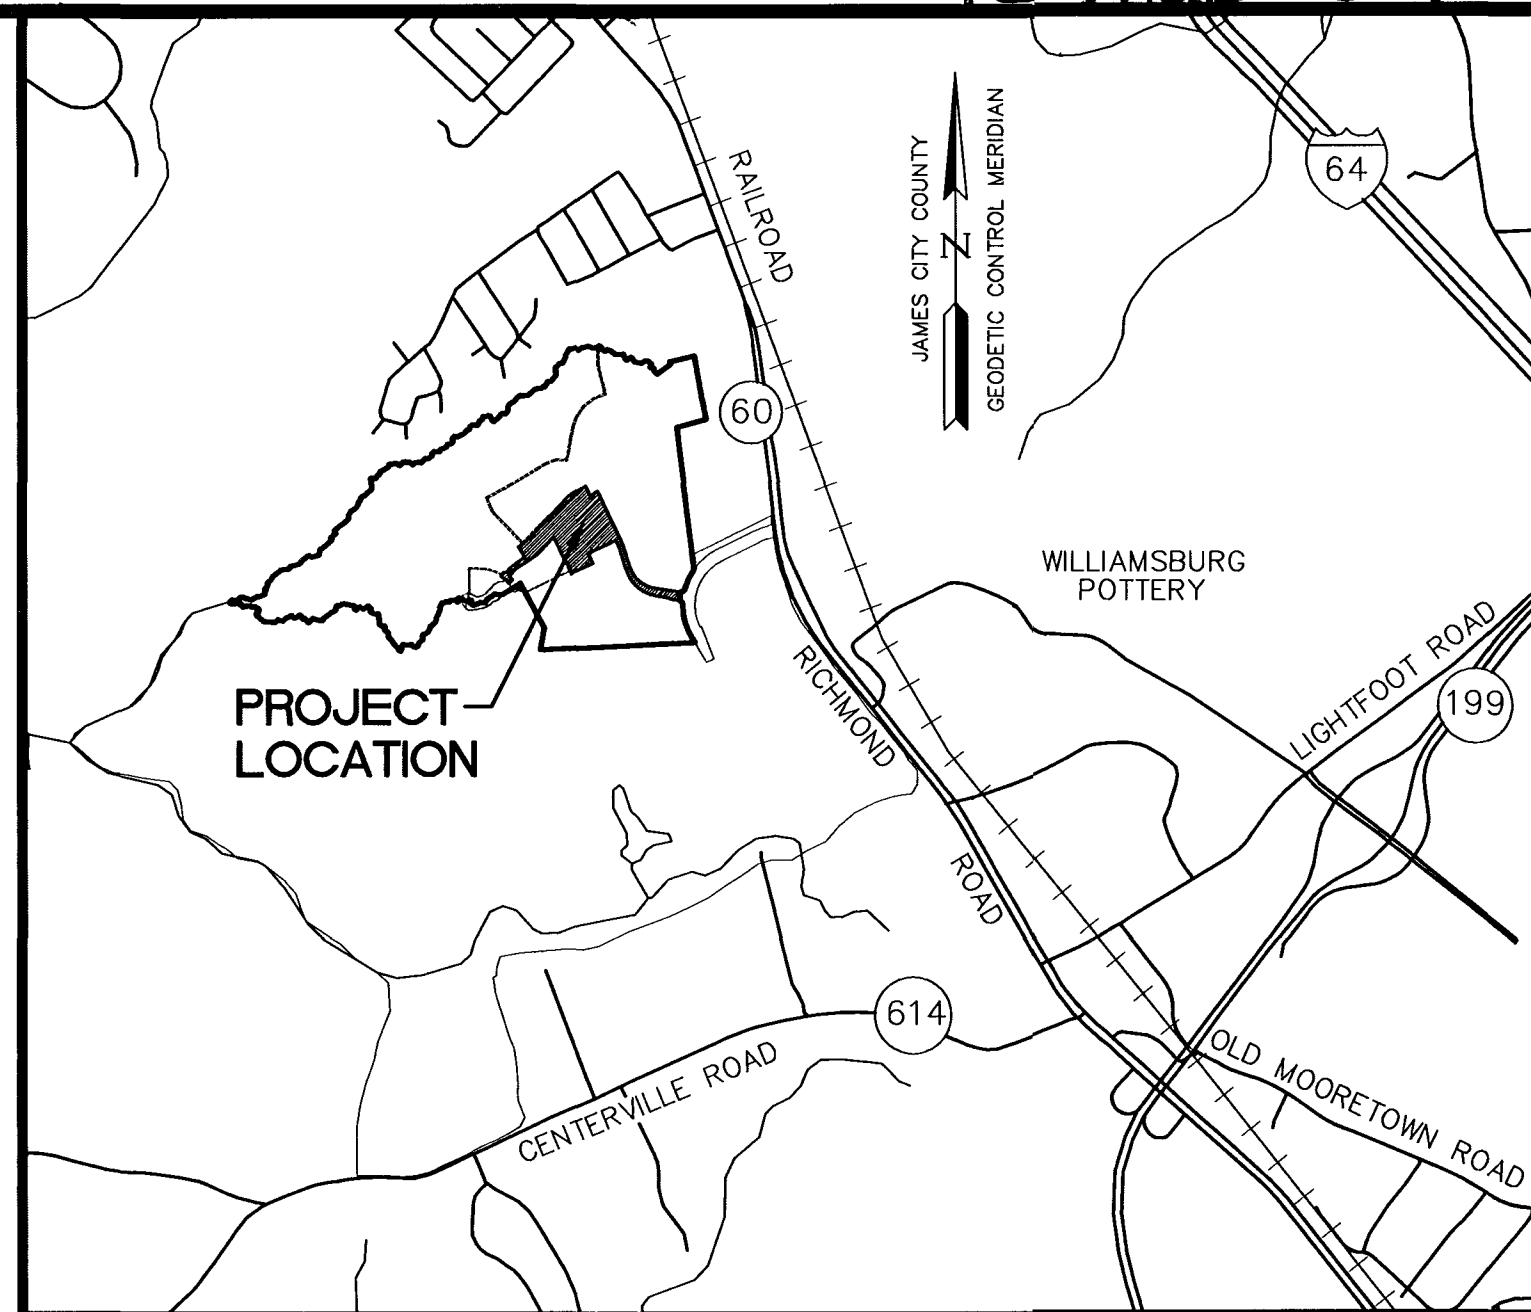 64
RAILROAD
JAMES CITY COUNTY
N
GEODETIC CONTROL MERIDIAN
60
WILLIAMSBURG
POTTERY
LIGHTFOOT ROAD
199
RICHMOND
ROAD
PROJECT
LOCATION
614
CENTERVILLE ROAD
OLD MOORETOWN ROAD